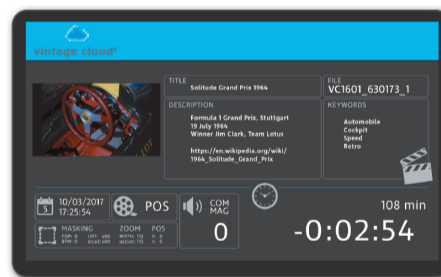 vintage cloud®
TITLE
Solitude Grand Prix 1964
FILE
VC1601_630173_1
DESCRIPTION
Formula 1 Grand Prix, Stuttgart
19 July 1964
Winner Jim Clark, Team Lotus
https://en.wikipedia.org/wiki/
1964_Solitude_Grand_Prix
KEYWORDS
Automobile
Cockpit
Speed
Retro
5
10/03/2017
17:25:54
POS
COM
MAG
0
108 min
-0:02:54
MASKING
ZOOM
POS